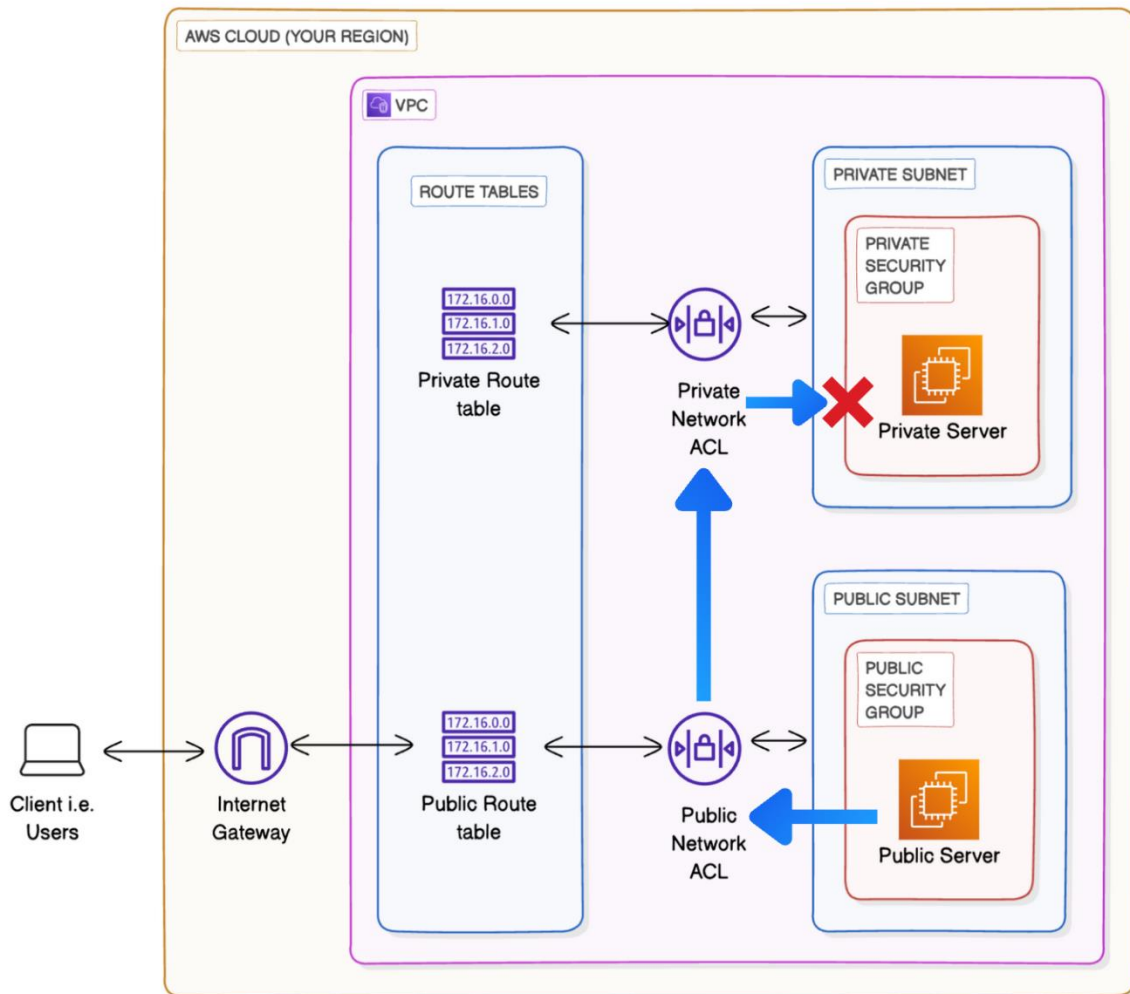 AWS CLOUD (YOUR REGION)
VPC
ROUTE TABLES
172.16.0.0
172.16.1.0
172.16.2.0
Private Route
table
Private
Network
ACL
PRIVATE SUBNET
PRIVATE
SECURITY
GROUP
Private Server
Client i.e.
Users
Internet
Gateway
172.16.0.0
172.16.1.0
172.16.2.0
Public Route
table
Public
Network
ACL
PUBLIC SUBNET
PUBLIC
SECURITY
GROUP
Public Server